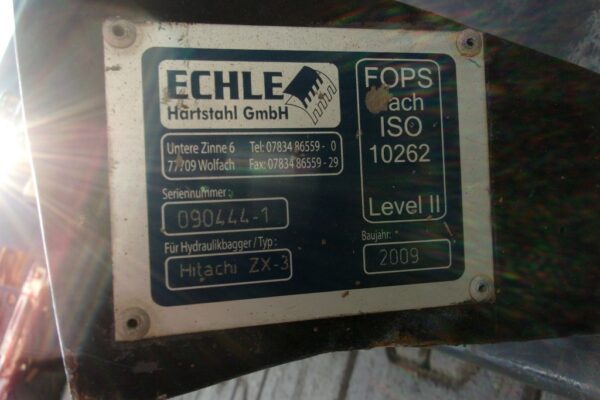 ECHLE
Hartstahl GmbH
Untere Zinne 6 Tel: 07834 86559 - 0
77709 Wolfach Fax: 07834 86559 - 29
Seriennummer:
090444-1
Für Hydraulikbagger / Typ:
Hitachi ZX-3
FOPS
nach
ISO
10262
Level II
Baujahr:
2009